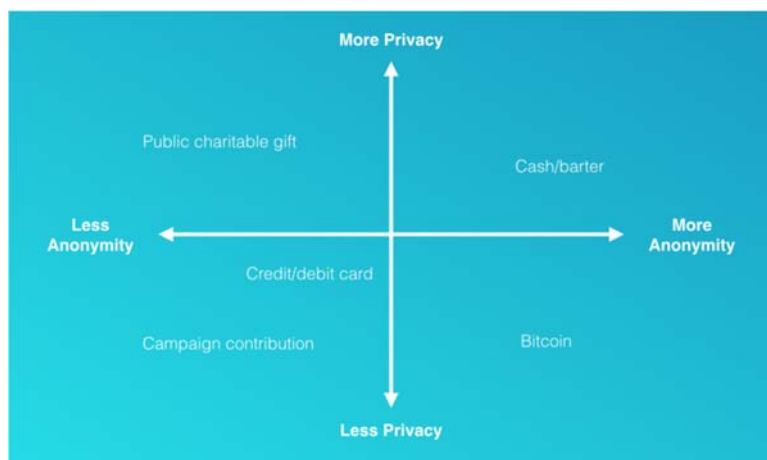 More Privacy
Public charitable gift
Cash/barter
Less
Anonymity
More
Anonymity
Credit/debit card
Campaign contribution
Bitcoin
Less Privacy